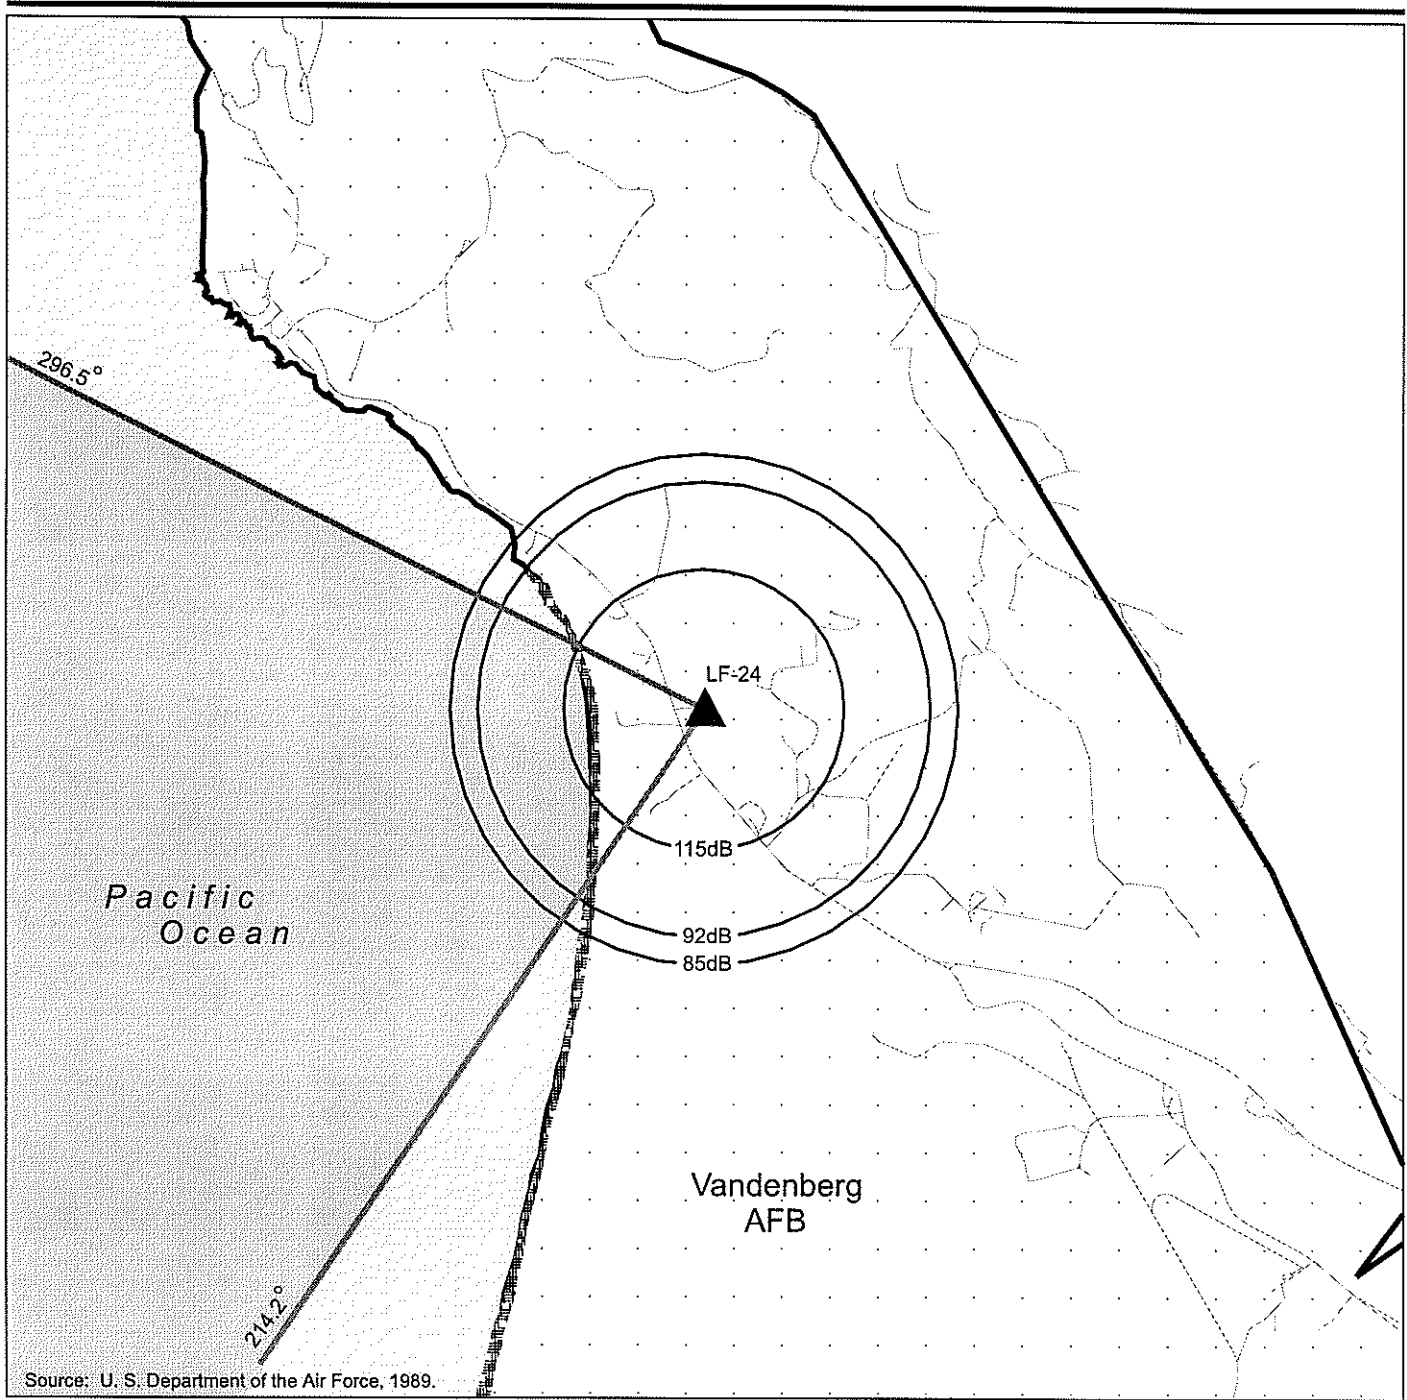 296.5°
LF-24
115dB
92dB
85dB
Pacific
Ocean
Vandenberg
AFB
214.2°
Source: U. S. Department of the Air Force, 1989.